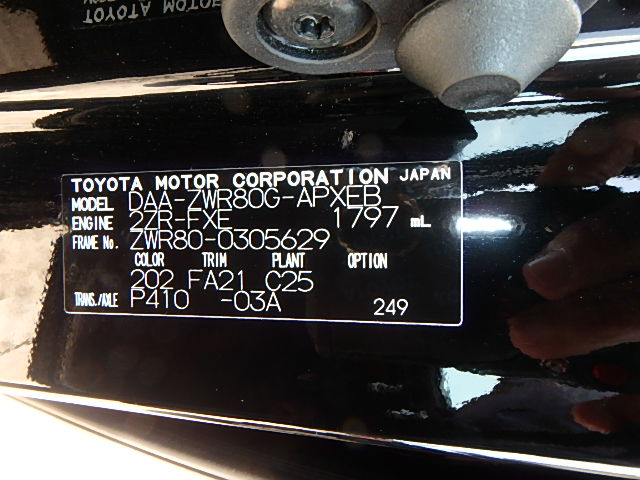 TOYOTA MOTOR CORPORATION JAPAN
MODEL DAA-ZWR80G-APXEB
ENGINE 2ZR-FXE 1797 mL
FRAME No. ZWR80-0305629
COLOR TRIM PLANT OPTION
202 FA21 C25
TRANS./AXLE P410 -03A 249